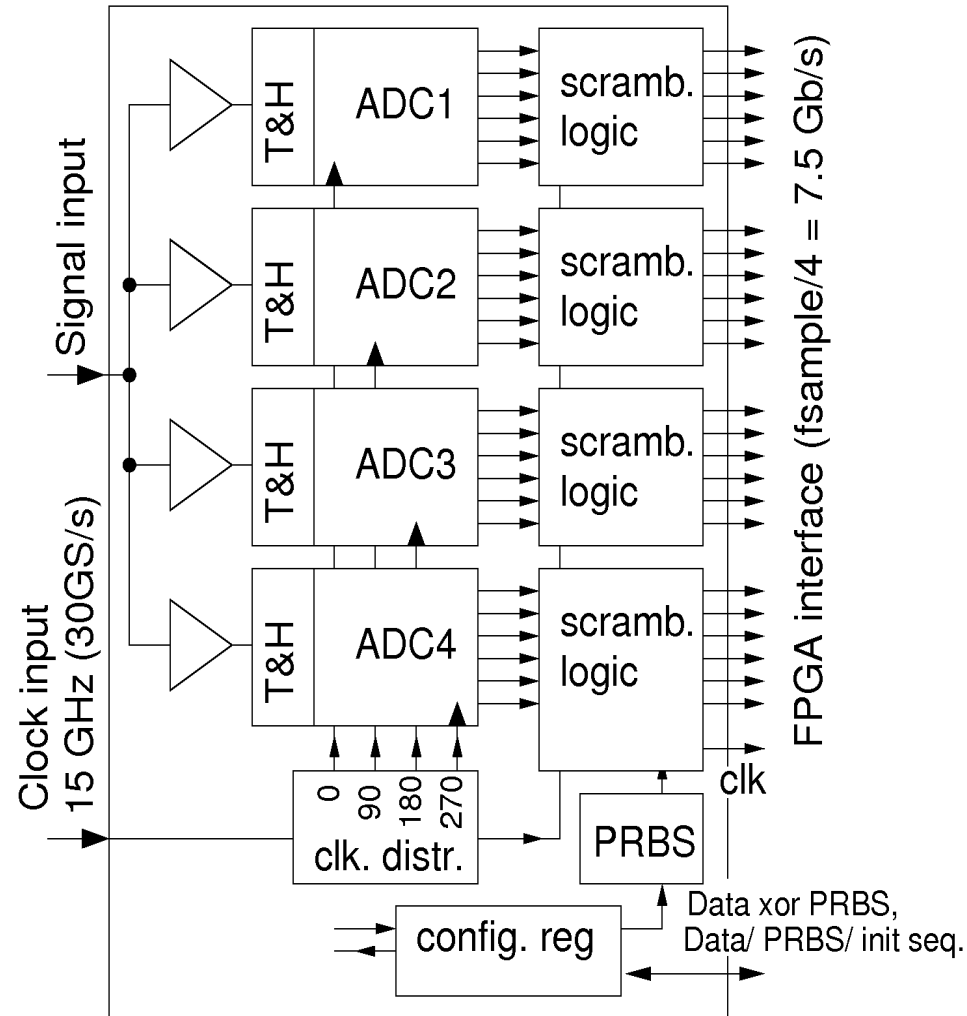 Signal input
Clock input
15 GHz (30GS/s)
T&H
ADC1
scramb.
logic
T&H
ADC2
scramb.
logic
T&H
ADC3
scramb.
logic
T&H
ADC4
scramb.
logic
FPGA interface (fsample/4 = 7.5 Gb/s)
clk
0
90
180
270
clk. distr.
PRBS
config. reg
Data xor PRBS,
Data/ PRBS/ init seq.